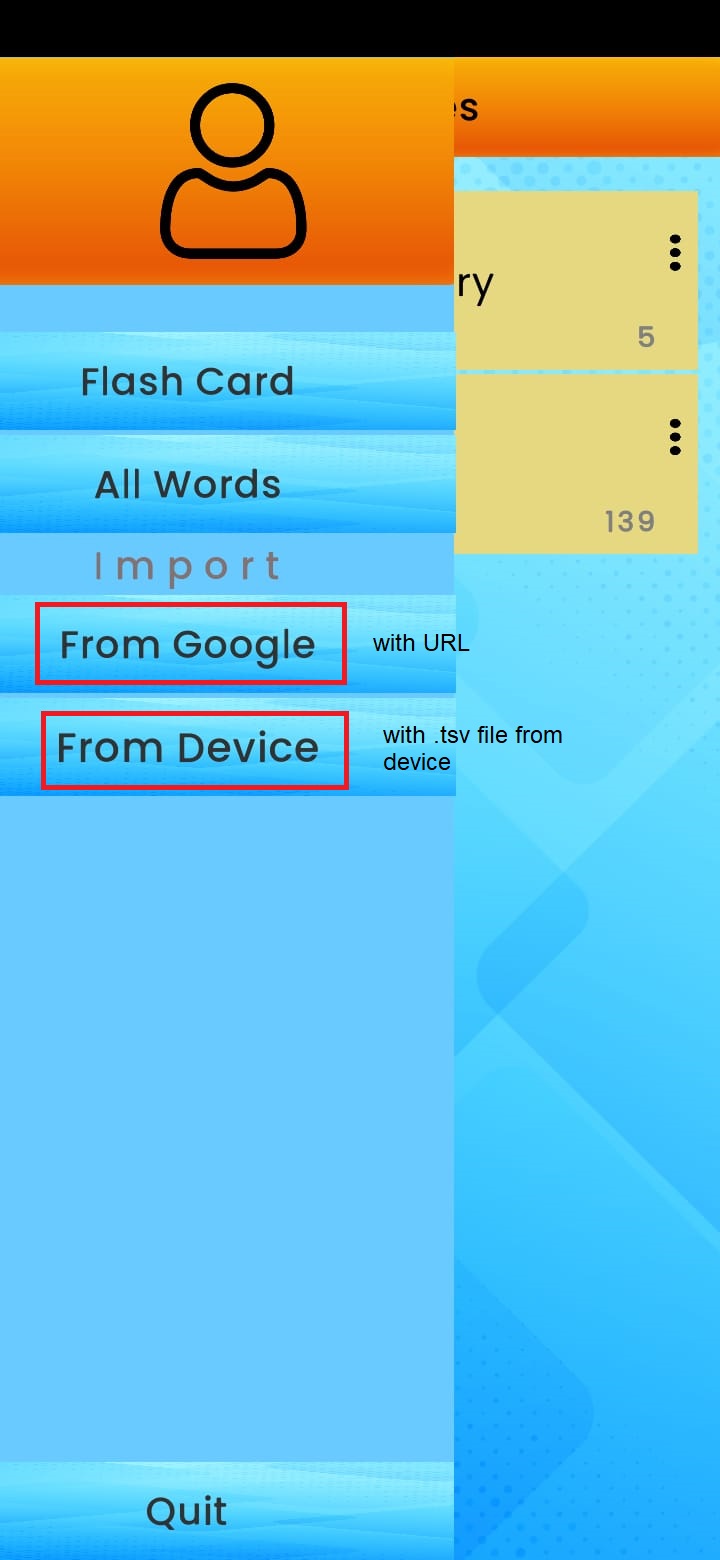 es
ry
5
Flash Card
139
All Words
Import
From Google
with URL
From Device
with .tsv file from
device
Quit